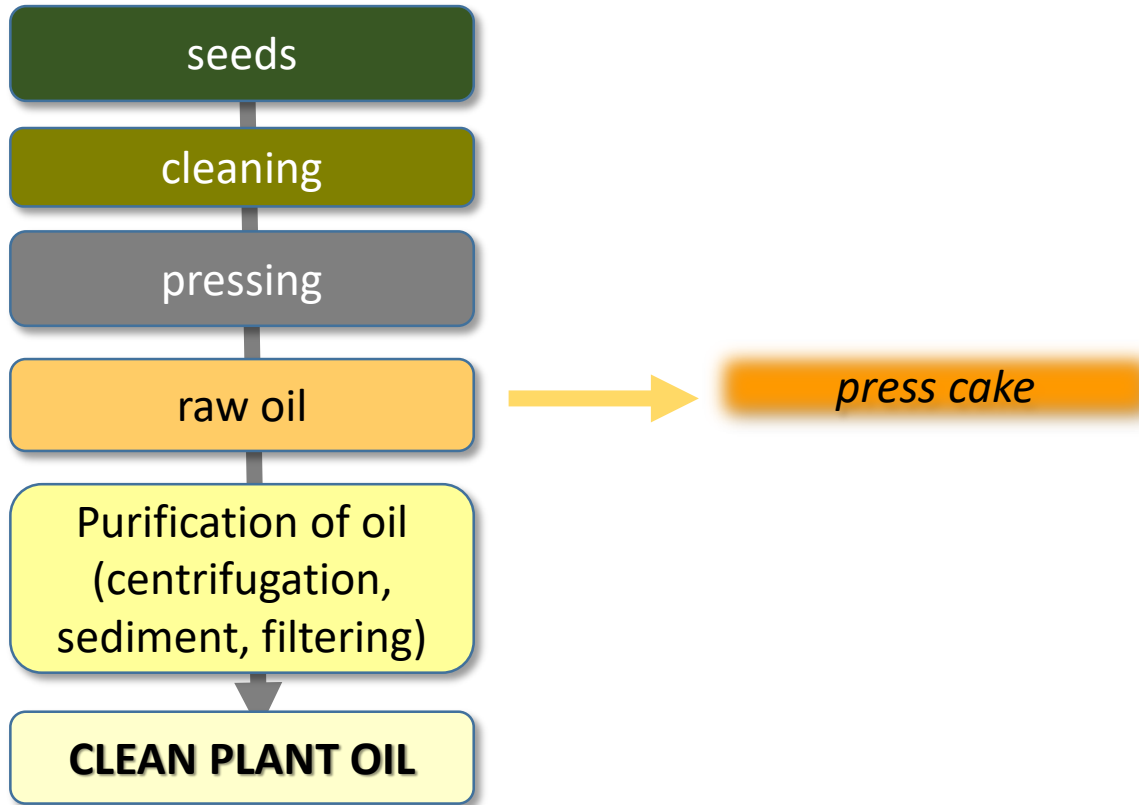 seeds
cleaning
pressing
raw oil
press cake
Purification of oil
(centrifugation,
sediment, filtering)
CLEAN PLANT OIL